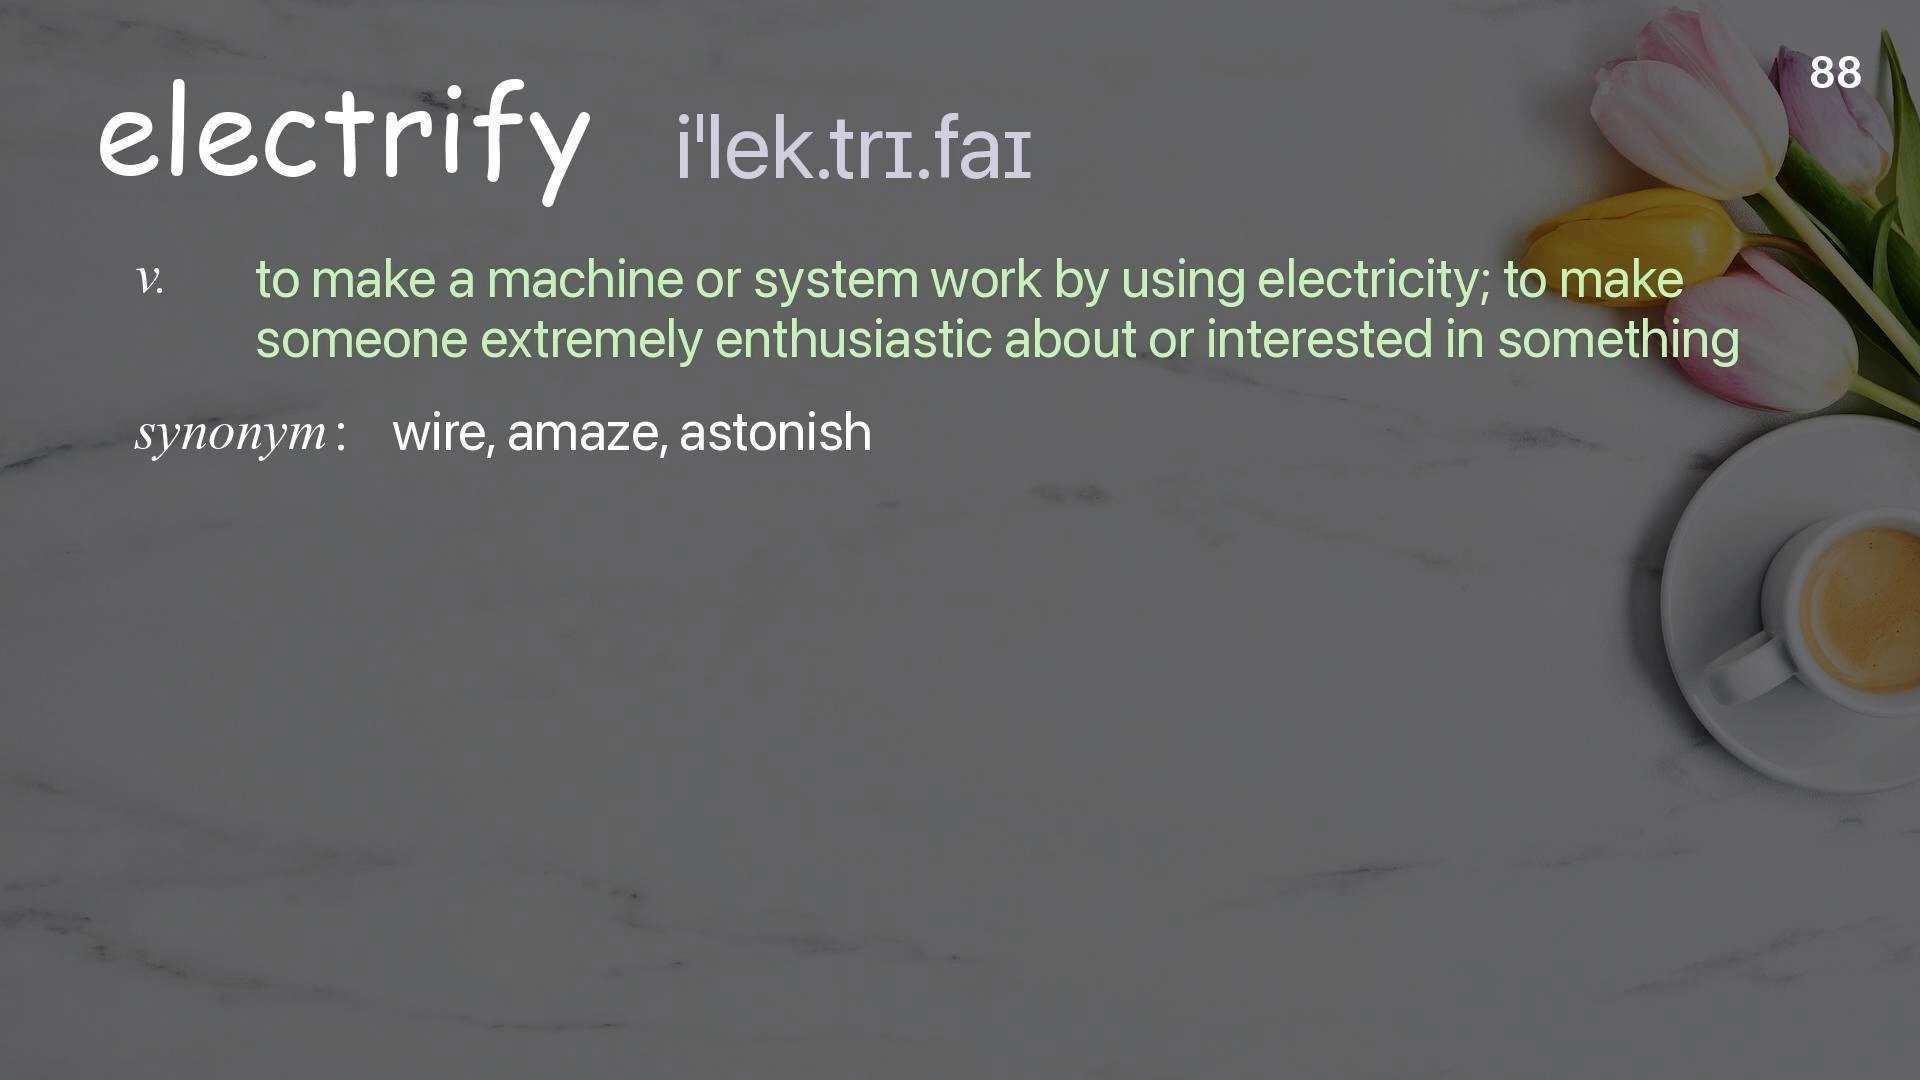 88
electrify iˈlek.trɪ.faɪ
v. to make a machine or system work by using electricity; to make
someone extremely enthusiastic about or interested in something
synonym: wire, amaze, astonish